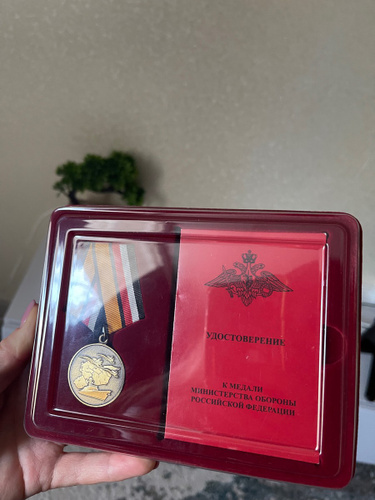 УДОСТОВЕРЕНИЕ
К МЕДАЛИ
МИНИСТЕРСТВА ОБОРОНЫ
РОССИЙСКОЙ ФЕДЕРАЦИИ